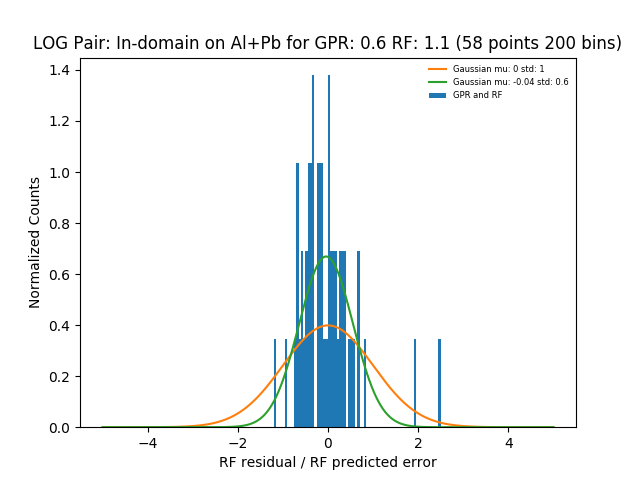 LOG Pair: In-domain on Al+Pb for GPR: 0.6 RF: 1.1 (58 points 200 bins)
Gaussian mu: 0 std: 1
Gaussian mu: -0.04 std: 0.6
GPR and RF
Normalized Counts
1.4
1.2
1.0
0.8
0.6
0.4
0.2
0.0
−4 −2 0 2 4
RF residual / RF predicted error